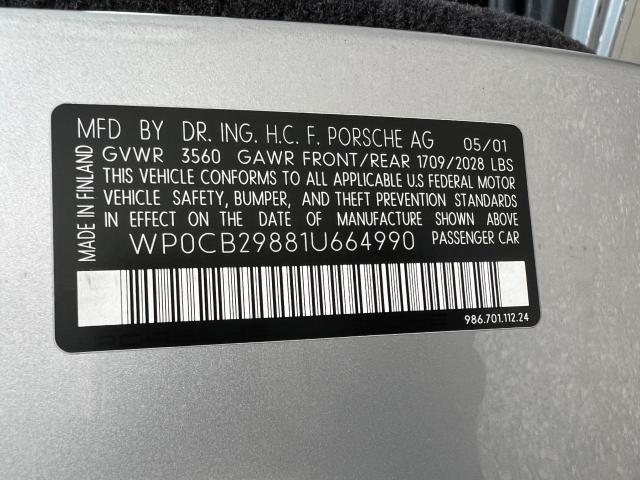 MFD BY DR. ING. H.C. F. PORSCHE AG 05/01
GVWR 3560 GAWR FRONT/REAR 1709/2028 LBS
THIS VEHICLE CONFORMS TO ALL APPLICABLE U.S FEDERAL MOTOR
VEHICLE SAFETY, BUMPER, AND THEFT PREVENTION STANDARDS
IN EFFECT ON THE DATE OF MANUFACTURE SHOWN ABOVE
WP0CB29881U664990 PASSENGER CAR
MADE IN FINLAND
986.701.112.24